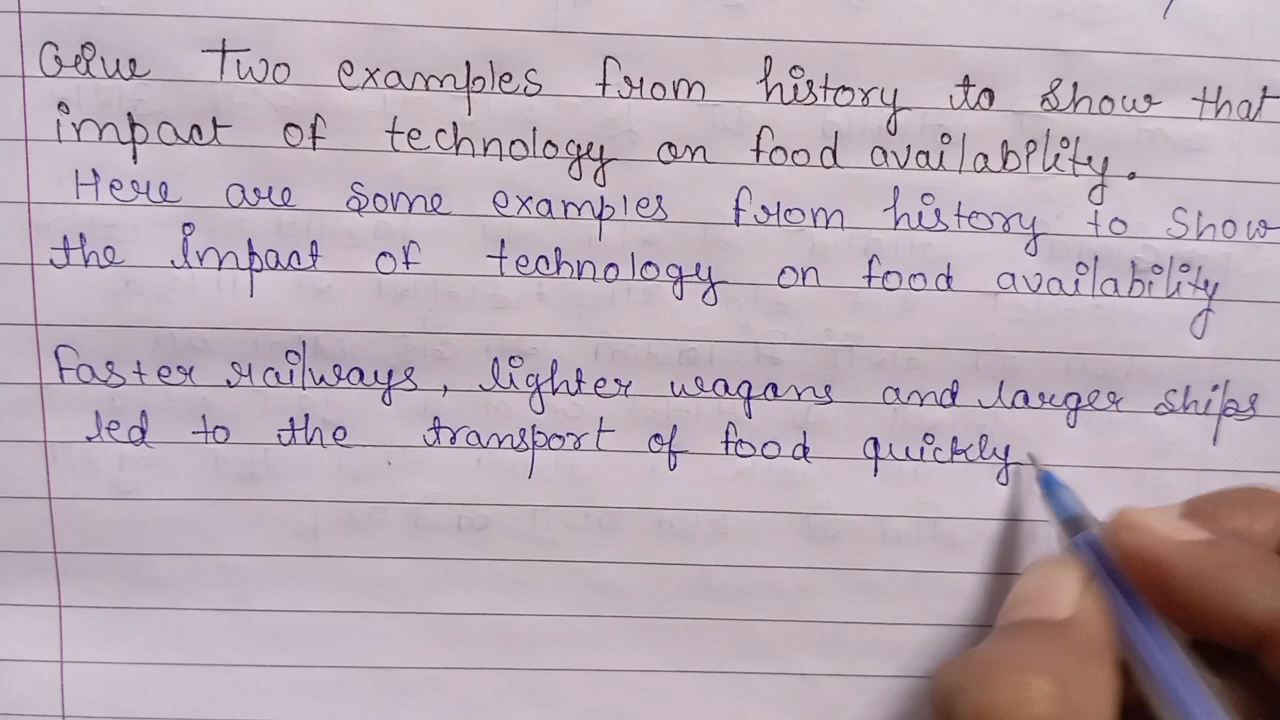 Give Two examples from history to show that
impact of technology on food availability.
Here are some examples from history to show
the impact of technology on food availability
Faster railways, lighter wagans and larger ships
led to the transport of food quickly